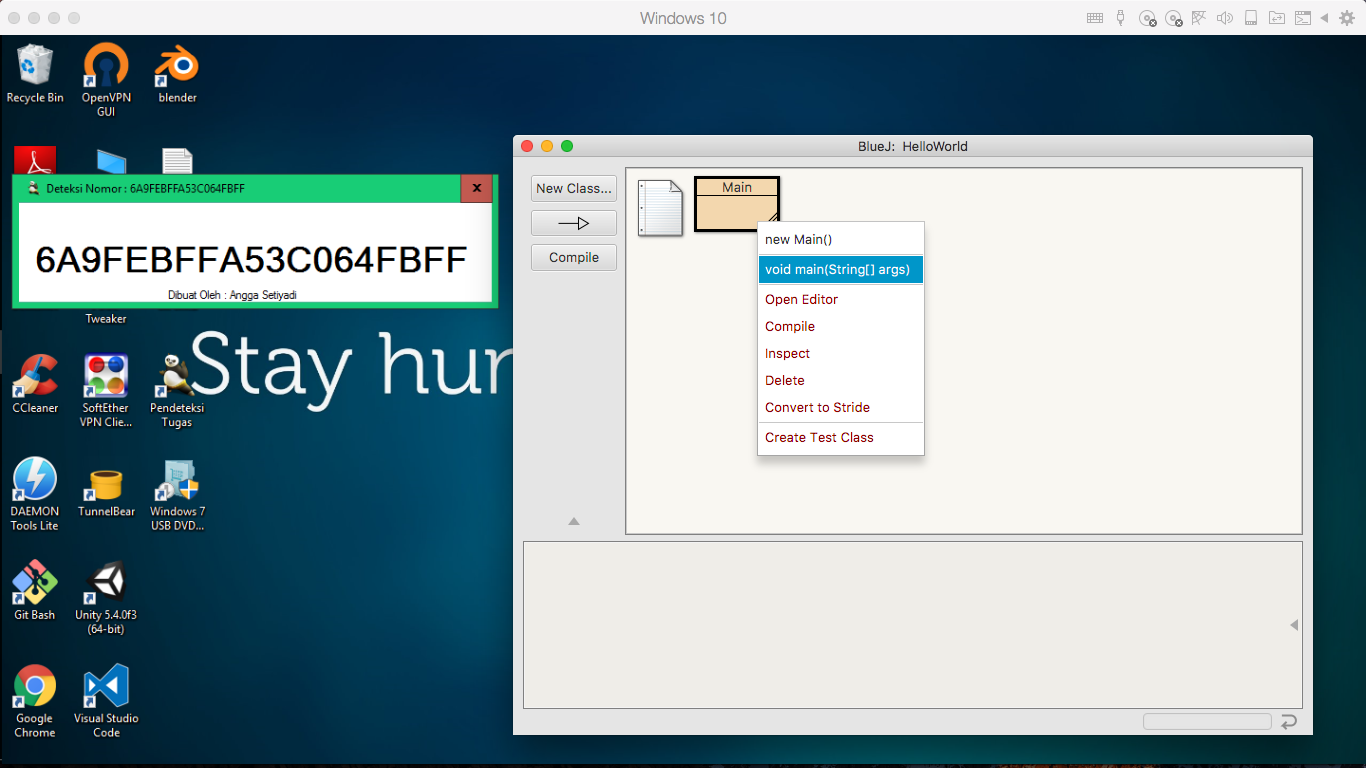 Windows 10
Recycle Bin
OpenVPN
GUI
blender
Deteksi Nomor : 6A9FEBFFA53C064FBFF
x
6A9FEBFFA53C064FBFF
Dibuat Oleh : Angga Setiyadi
Tweaker
Stay hun
CCleaner
SoftEther
VPN Clie...
Pendeteksi
Tugas
DAEMON
Tools Lite
TunnelBear
Windows 7
USB DVD...
Git Bash
Unity 5.4.0f3
(64-bit)
Google
Chrome
Visual Studio
Code
BlueJ: HelloWorld
New Class...
Compile
Main
new Main()
void main(String[] args)
Open Editor
Compile
Inspect
Delete
Convert to Stride
Create Test Class